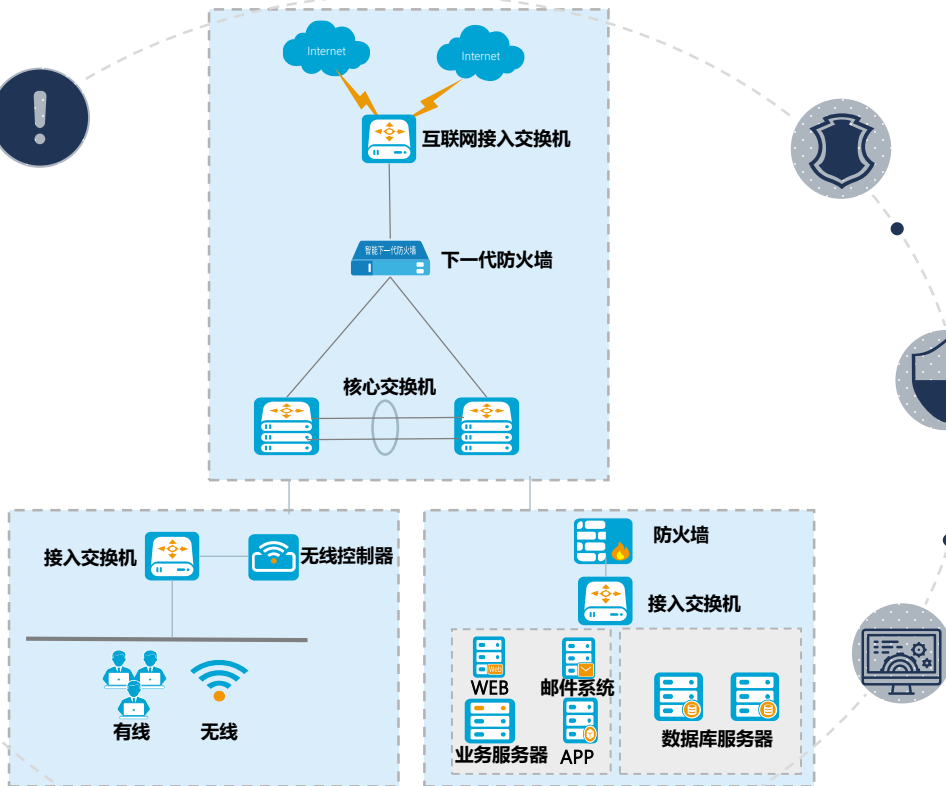 Internet
Internet
互联网接入交换机
智能下一代防火墙
下一代防火墙
核心交换机
接入交换机
无线控制器
有线
无线
防火墙
接入交换机
Web
WEB
邮件系统
业务服务器
APP
数据库服务器